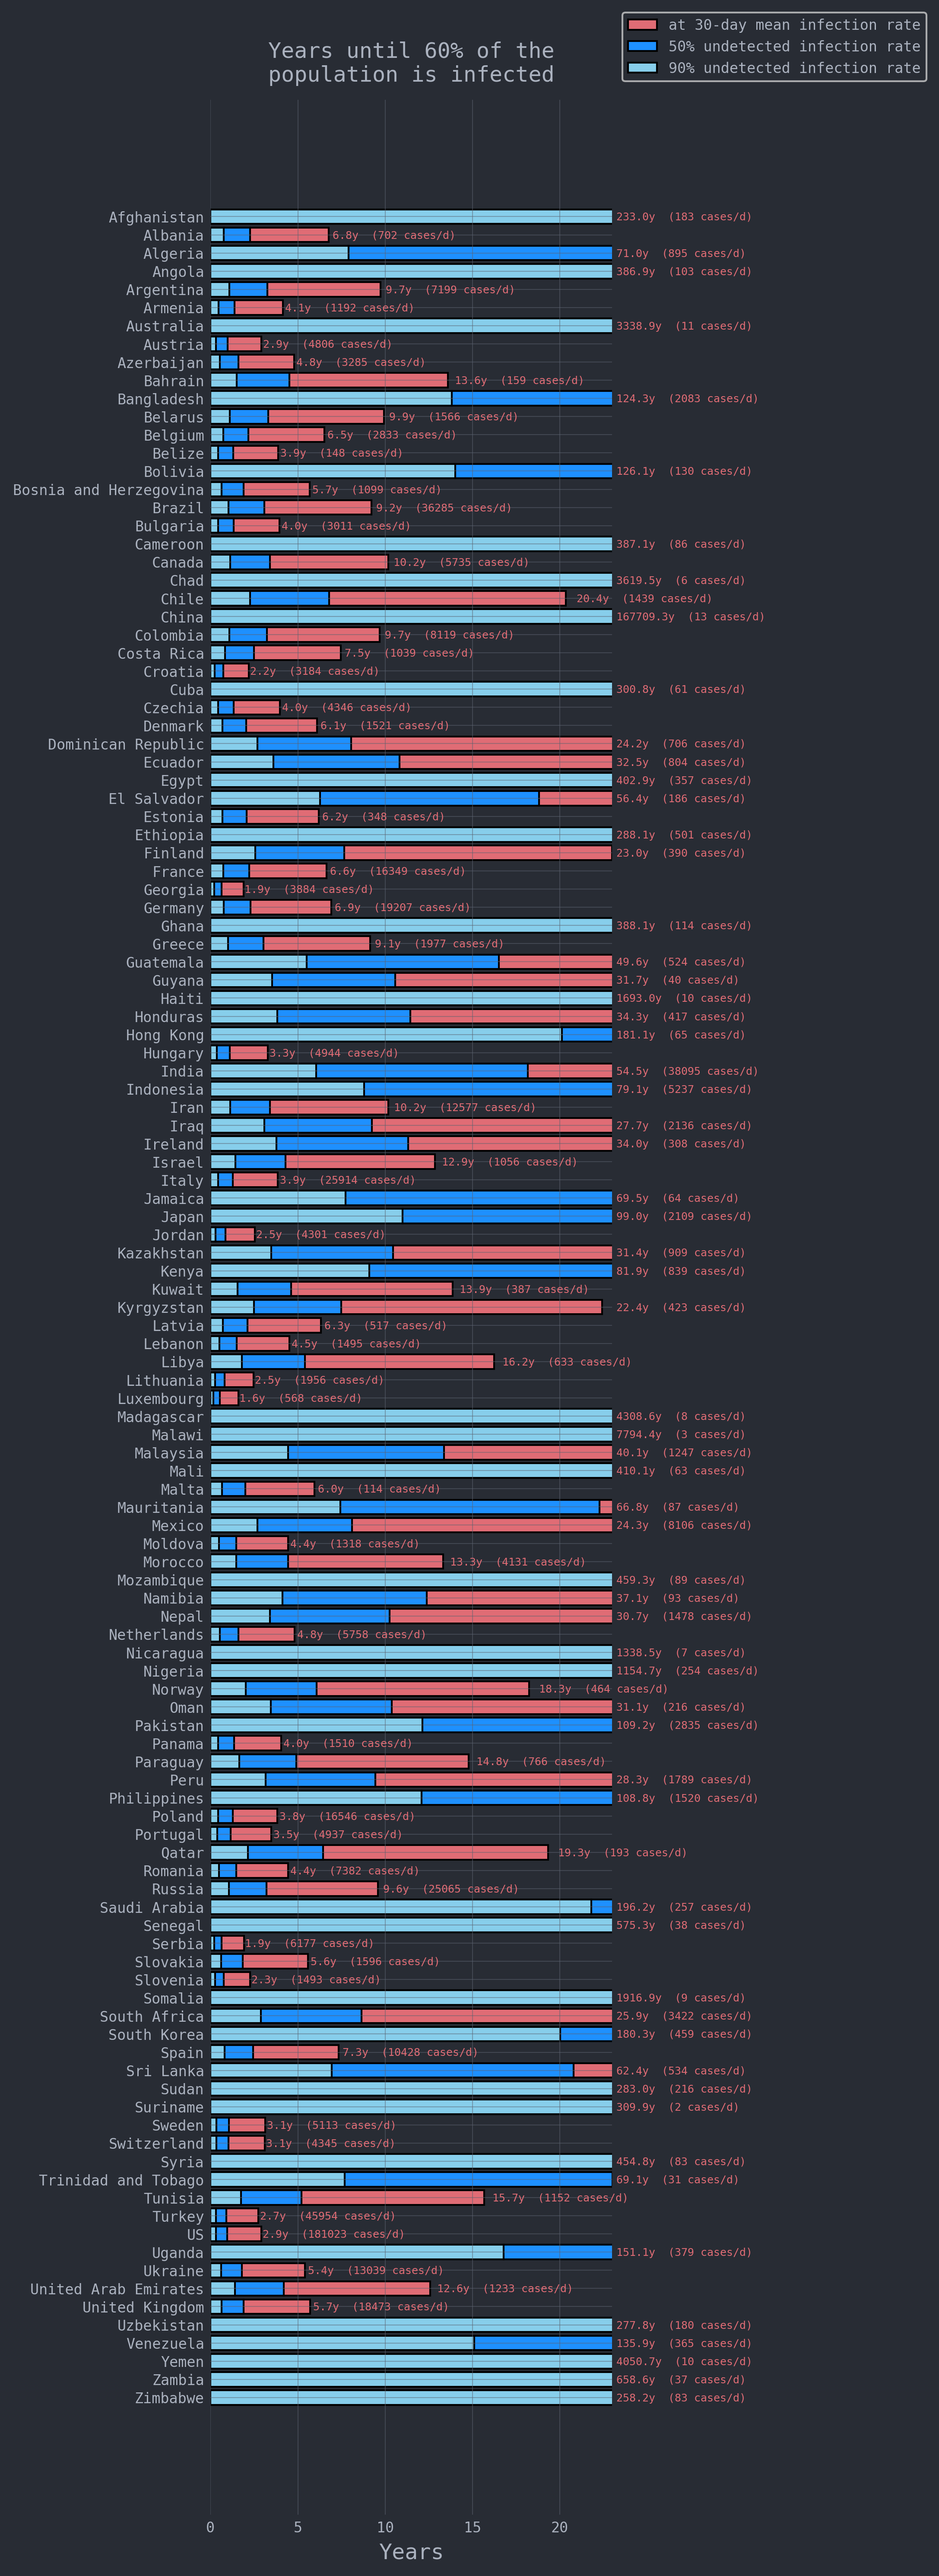 at 30-day mean infection rate
50% undetected infection rate
90% undetected infection rate
Years until 60% of the
population is infected
Afghanistan 233.0y (183 cases/d)
Albania 6.8y (702 cases/d)
Algeria 71.0y (895 cases/d)
Angola 386.9y (103 cases/d)
Argentina 9.7y (7199 cases/d)
Armenia 4.1y (1192 cases/d)
Australia 3338.9y (11 cases/d)
Austria 2.9y (4806 cases/d)
Azerbaijan 4.8y (3285 cases/d)
Bahrain 13.6y (159 cases/d)
Bangladesh 124.3y (2083 cases/d)
Belarus 9.9y (1566 cases/d)
Belgium 6.5y (2833 cases/d)
Belize 3.9y (148 cases/d)
Bolivia 126.1y (130 cases/d)
Bosnia and Herzegovina 5.7y (1099 cases/d)
Brazil 9.2y (36285 cases/d)
Bulgaria 4.0y (3011 cases/d)
Cameroon 387.1y (86 cases/d)
Canada 10.2y (5735 cases/d)
Chad 3619.5y (6 cases/d)
Chile 20.4y (1439 cases/d)
China 167709.3y (13 cases/d)
Colombia 9.7y (8119 cases/d)
Costa Rica 7.5y (1039 cases/d)
Croatia 2.2y (3184 cases/d)
Cuba 300.8y (61 cases/d)
Czechia 4.0y (4346 cases/d)
Denmark 6.1y (1521 cases/d)
Dominican Republic 24.2y (706 cases/d)
Ecuador 32.5y (804 cases/d)
Egypt 402.9y (357 cases/d)
El Salvador 56.4y (186 cases/d)
Estonia 6.2y (348 cases/d)
Ethiopia 288.1y (501 cases/d)
Finland 23.0y (390 cases/d)
France 6.6y (16349 cases/d)
Georgia 1.9y (3884 cases/d)
Germany 6.9y (19207 cases/d)
Ghana 388.1y (114 cases/d)
Greece 9.1y (1977 cases/d)
Guatemala 49.6y (524 cases/d)
Guyana 31.7y (40 cases/d)
Haiti 1693.0y (10 cases/d)
Honduras 34.3y (417 cases/d)
Hong Kong 181.1y (65 cases/d)
Hungary 3.3y (4944 cases/d)
India 54.5y (38095 cases/d)
Indonesia 79.1y (5237 cases/d)
Iran 10.2y (12577 cases/d)
Iraq 27.7y (2136 cases/d)
Ireland 34.0y (308 cases/d)
Israel 12.9y (1056 cases/d)
Italy 3.9y (25914 cases/d)
Jamaica 69.5y (64 cases/d)
Japan 99.0y (2109 cases/d)
Jordan 2.5y (4301 cases/d)
Kazakhstan 31.4y (909 cases/d)
Kenya 81.9y (839 cases/d)
Kuwait 13.9y (387 cases/d)
Kyrgyzstan 22.4y (423 cases/d)
Latvia 6.3y (517 cases/d)
Lebanon 4.5y (1495 cases/d)
Libya 16.2y (633 cases/d)
Lithuania 2.5y (1956 cases/d)
Luxembourg 1.6y (568 cases/d)
Madagascar 4308.6y (8 cases/d)
Malawi 7794.4y (3 cases/d)
Malaysia 40.1y (1247 cases/d)
Mali 410.1y (63 cases/d)
Malta 6.0y (114 cases/d)
Mauritania 66.8y (87 cases/d)
Mexico 24.3y (8106 cases/d)
Moldova 4.4y (1318 cases/d)
Morocco 13.3y (4131 cases/d)
Mozambique 459.3y (89 cases/d)
Namibia 37.1y (93 cases/d)
Nepal 30.7y (1478 cases/d)
Netherlands 4.8y (5758 cases/d)
Nicaragua 1338.5y (7 cases/d)
Nigeria 1154.7y (254 cases/d)
Norway 18.3y (464 cases/d)
Oman 31.1y (216 cases/d)
Pakistan 109.2y (2835 cases/d)
Panama 4.0y (1510 cases/d)
Paraguay 14.8y (766 cases/d)
Peru 28.3y (1789 cases/d)
Philippines 108.8y (1520 cases/d)
Poland 3.8y (16546 cases/d)
Portugal 3.5y (4937 cases/d)
Qatar 19.3y (193 cases/d)
Romania 4.4y (7382 cases/d)
Russia 9.6y (25065 cases/d)
Saudi Arabia 196.2y (257 cases/d)
Senegal 575.3y (38 cases/d)
Serbia 1.9y (6177 cases/d)
Slovakia 5.6y (1596 cases/d)
Slovenia 2.3y (1493 cases/d)
Somalia 1916.9y (9 cases/d)
South Africa 25.9y (3422 cases/d)
South Korea 180.3y (459 cases/d)
Spain 7.3y (10428 cases/d)
Sri Lanka 62.4y (534 cases/d)
Sudan 283.0y (216 cases/d)
Suriname 309.9y (2 cases/d)
Sweden 3.1y (5113 cases/d)
Switzerland 3.1y (4345 cases/d)
Syria 454.8y (83 cases/d)
Trinidad and Tobago 69.1y (31 cases/d)
Tunisia 15.7y (1152 cases/d)
Turkey 2.7y (45954 cases/d)
US 2.9y (181023 cases/d)
Uganda 151.1y (379 cases/d)
Ukraine 5.4y (13039 cases/d)
United Arab Emirates 12.6y (1233 cases/d)
United Kingdom 5.7y (18473 cases/d)
Uzbekistan 277.8y (180 cases/d)
Venezuela 135.9y (365 cases/d)
Yemen 4050.7y (10 cases/d)
Zambia 658.6y (37 cases/d)
Zimbabwe 258.2y (83 cases/d)
0 5 10 15 20
Years